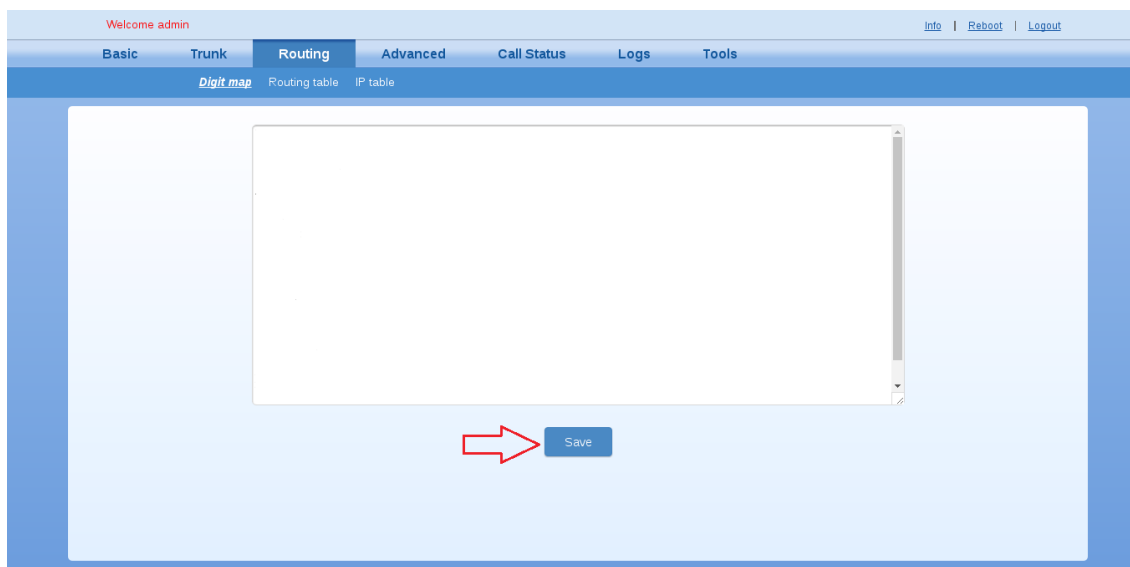 Welcome admin
Info | Reboot | Logout
Basic Trunk Routing Advanced Call Status Logs Tools
Digit map Routing table IP table
Save